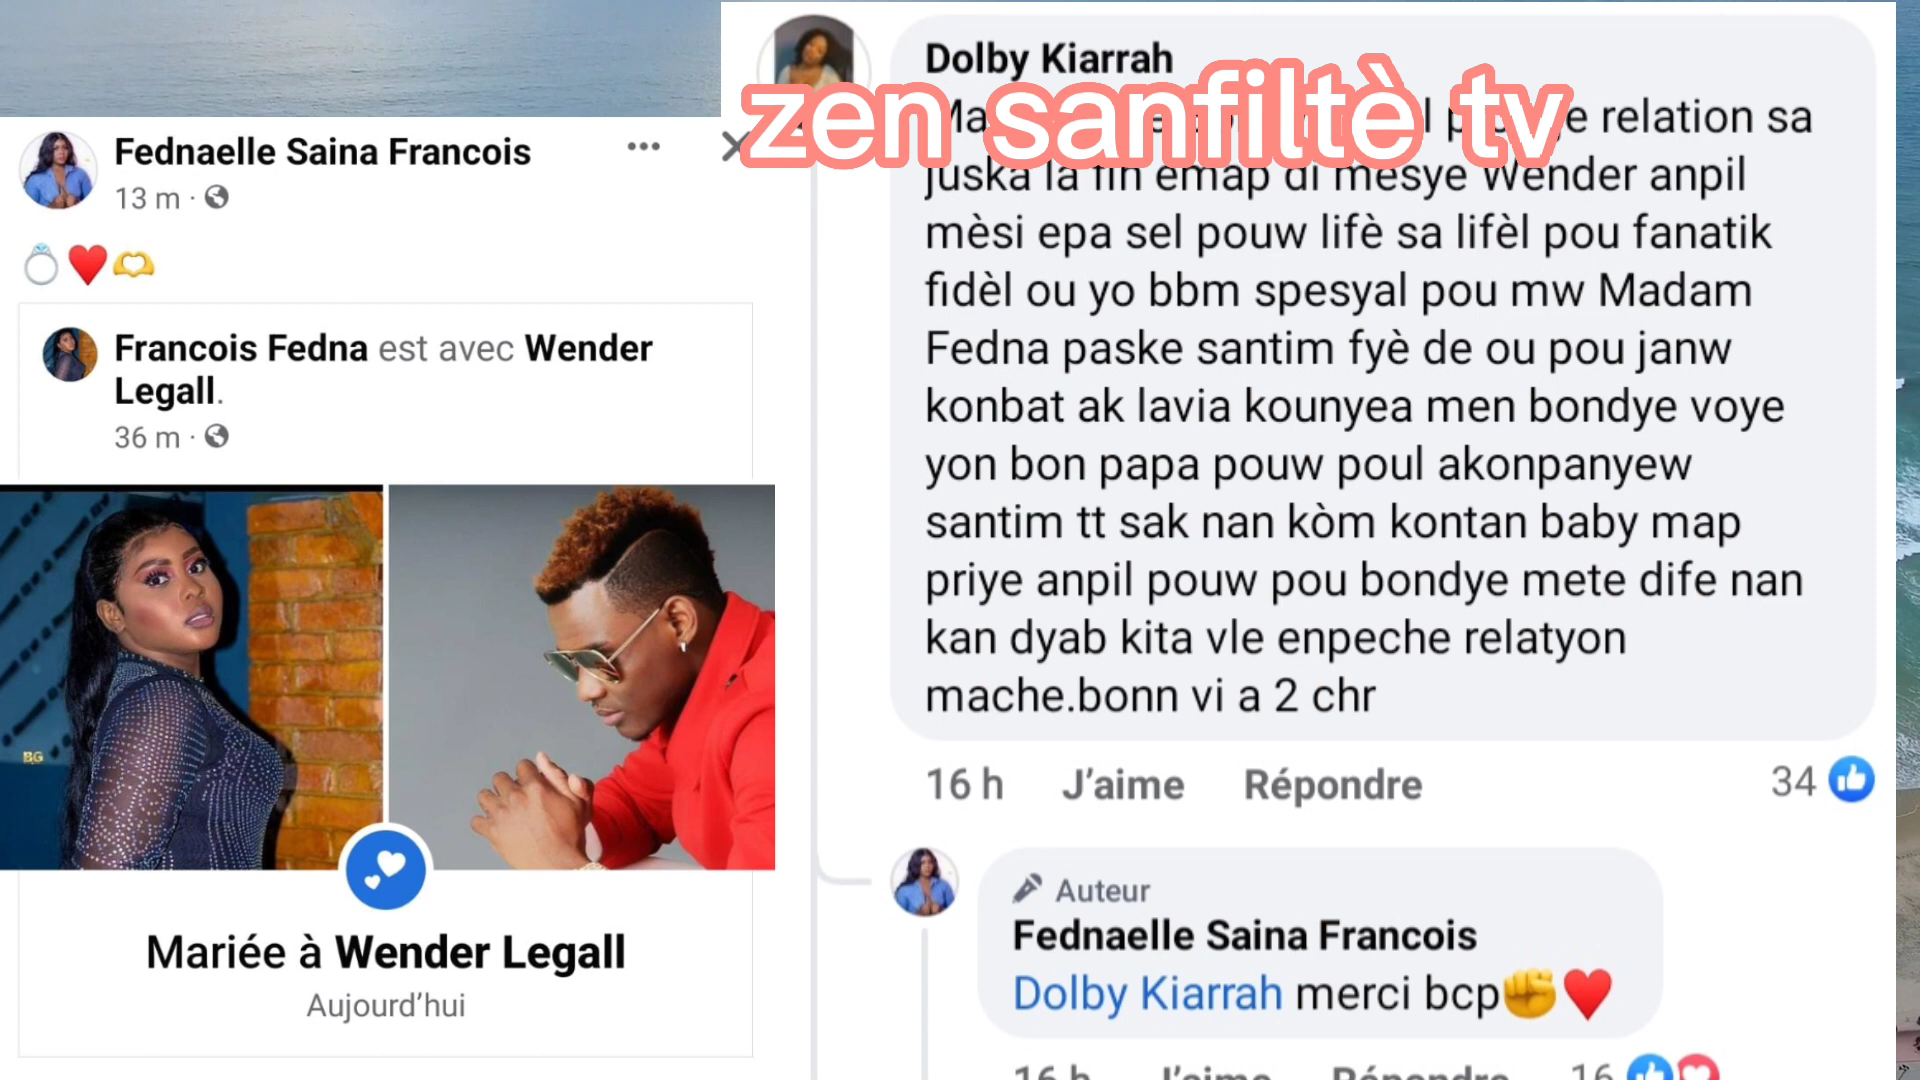 Fednaelle Saina Francois
13 m ·
Francois Fedna est avec Wender
Legall.
36 m ·
BG
Mariée à Wender Legall
Aujourd'hui
zen sanfiltè tv
Dolby Kiarrah
relation sa
juska la fin emap di mesye Wender anpil
mèsi epa sel pouw lifè sa lifèl pou fanatik
fidèl ou yo bbm spesyal pou mw Madam
Fedna paske santim fyè de ou pou janw
konbat ak lavia kounyea men bondye voye
yon bon papa pouw poul akonpanyew
santim tt sak nan kòm kontan baby map
priye anpil pouw pou bondye mete dife nan
kan dyab kita vle enpeche relatyon
mache.bonn vi a 2 chr
16 h J'aime Répondre 34
Auteur
Fednaelle Saina Francois
Dolby Kiarrah merci bcp
16 h J'aime Répondre 16